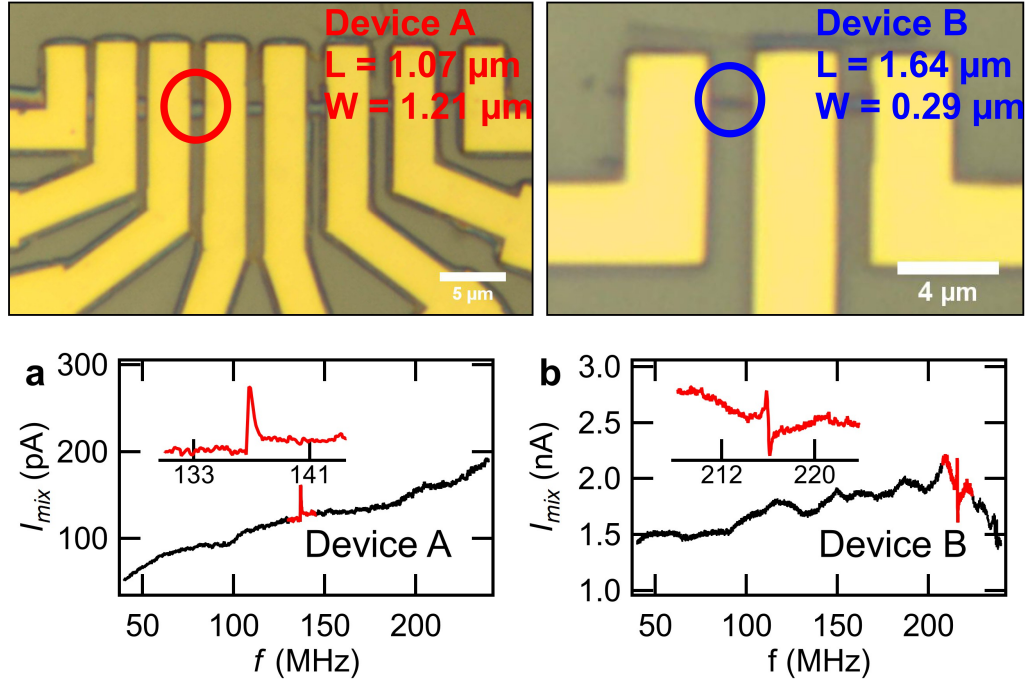 Device A
L = 1.07 µm
W = 1.21 µm
5 µm
Device B
L = 1.64 µm
W = 0.29 µm
4 µm
a
300
200
100
I_mix (pA)
133 141
Device A
50 100 150 200
f (MHz)
b
3.0
2.5
2.0
1.5
1.0
I_mix (nA)
212 220
Device B
50 100 150 200
f (MHz)